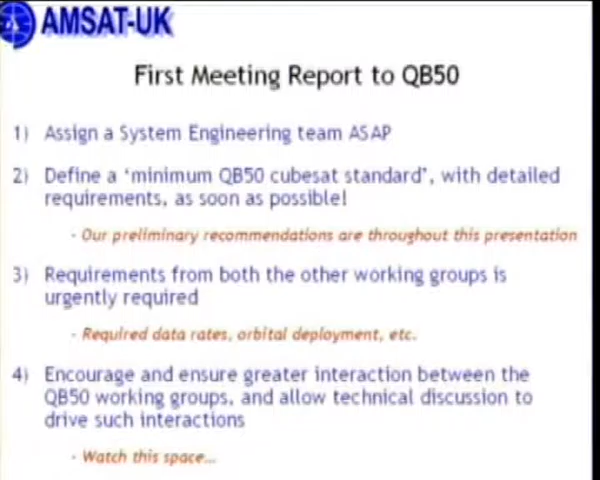 AMSAT-UK
First Meeting Report to QB50
1) Assign a System Engineering team ASAP
2) Define a ‘minimum QB50 cubesat standard’, with detailed
requirements, as soon as possible!
- Our preliminary recommendations are throughout this presentation
3) Requirements from both the other working groups is
urgently required
- Required data rates, orbital deployment, etc.
4) Encourage and ensure greater interaction between the
QB50 working groups, and allow technical discussion to
drive such interactions
- Watch this space...